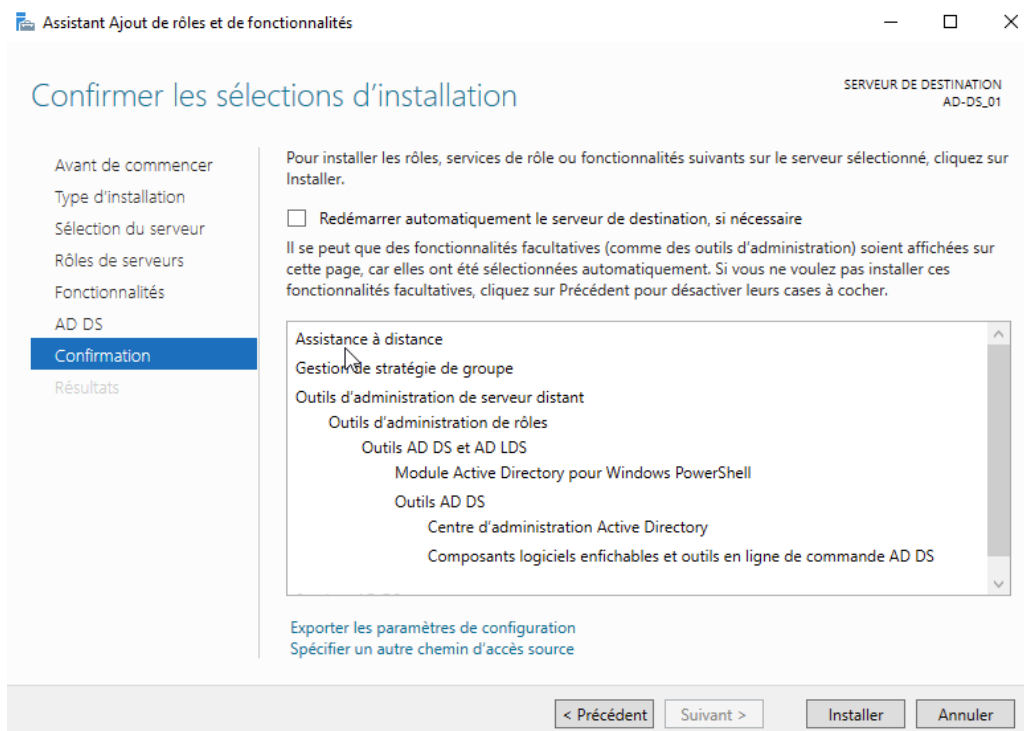 Assistant Ajout de rôles et de fonctionnalités
Confirmer les sélections d'installation
SERVEUR DE DESTINATION
AD-DS_01
Avant de commencer
Type d'installation
Sélection du serveur
Rôles de serveurs
Fonctionnalités
AD DS
Confirmation
Résultats
Pour installer les rôles, services de rôle ou fonctionnalités suivants sur le serveur sélectionné, cliquez sur
Installer.
Redémarrer automatiquement le serveur de destination, si nécessaire
Il se peut que des fonctionnalités facultatives (comme des outils d'administration) soient affichées sur
cette page, car elles ont été sélectionnées automatiquement. Si vous ne voulez pas installer ces
fonctionnalités facultatives, cliquez sur Précédent pour désactiver leurs cases à cocher.
Assistance à distance
Gestion de stratégie de groupe
Outils d'administration de serveur distant
Outils d'administration de rôles
Outils AD DS et AD LDS
Module Active Directory pour Windows PowerShell
Outils AD DS
Centre d'administration Active Directory
Composants logiciels enfichables et outils en ligne de commande AD DS
Exporter les paramètres de configuration
Spécifier un autre chemin d'accès source
< Précédent
Suivant >
Installer
Annuler